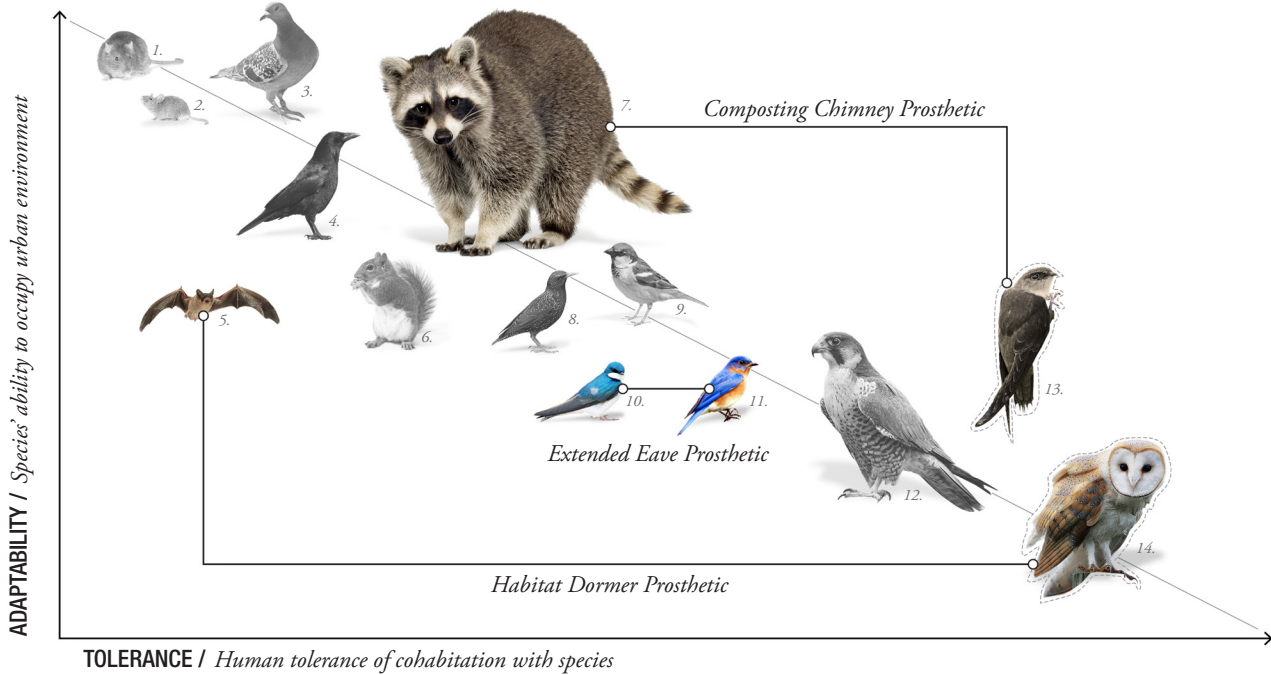 1.
2.
3.
4.
5.
6.
7.
Composting Chimney Prosthetic
8.
9.
10.
11.
Extended Eave Prosthetic
12.
13.
14.
Habitat Dormer Prosthetic
ADAPTABILITY / Species' ability to occupy urban environment
TOLERANCE / Human tolerance of cohabitation with species